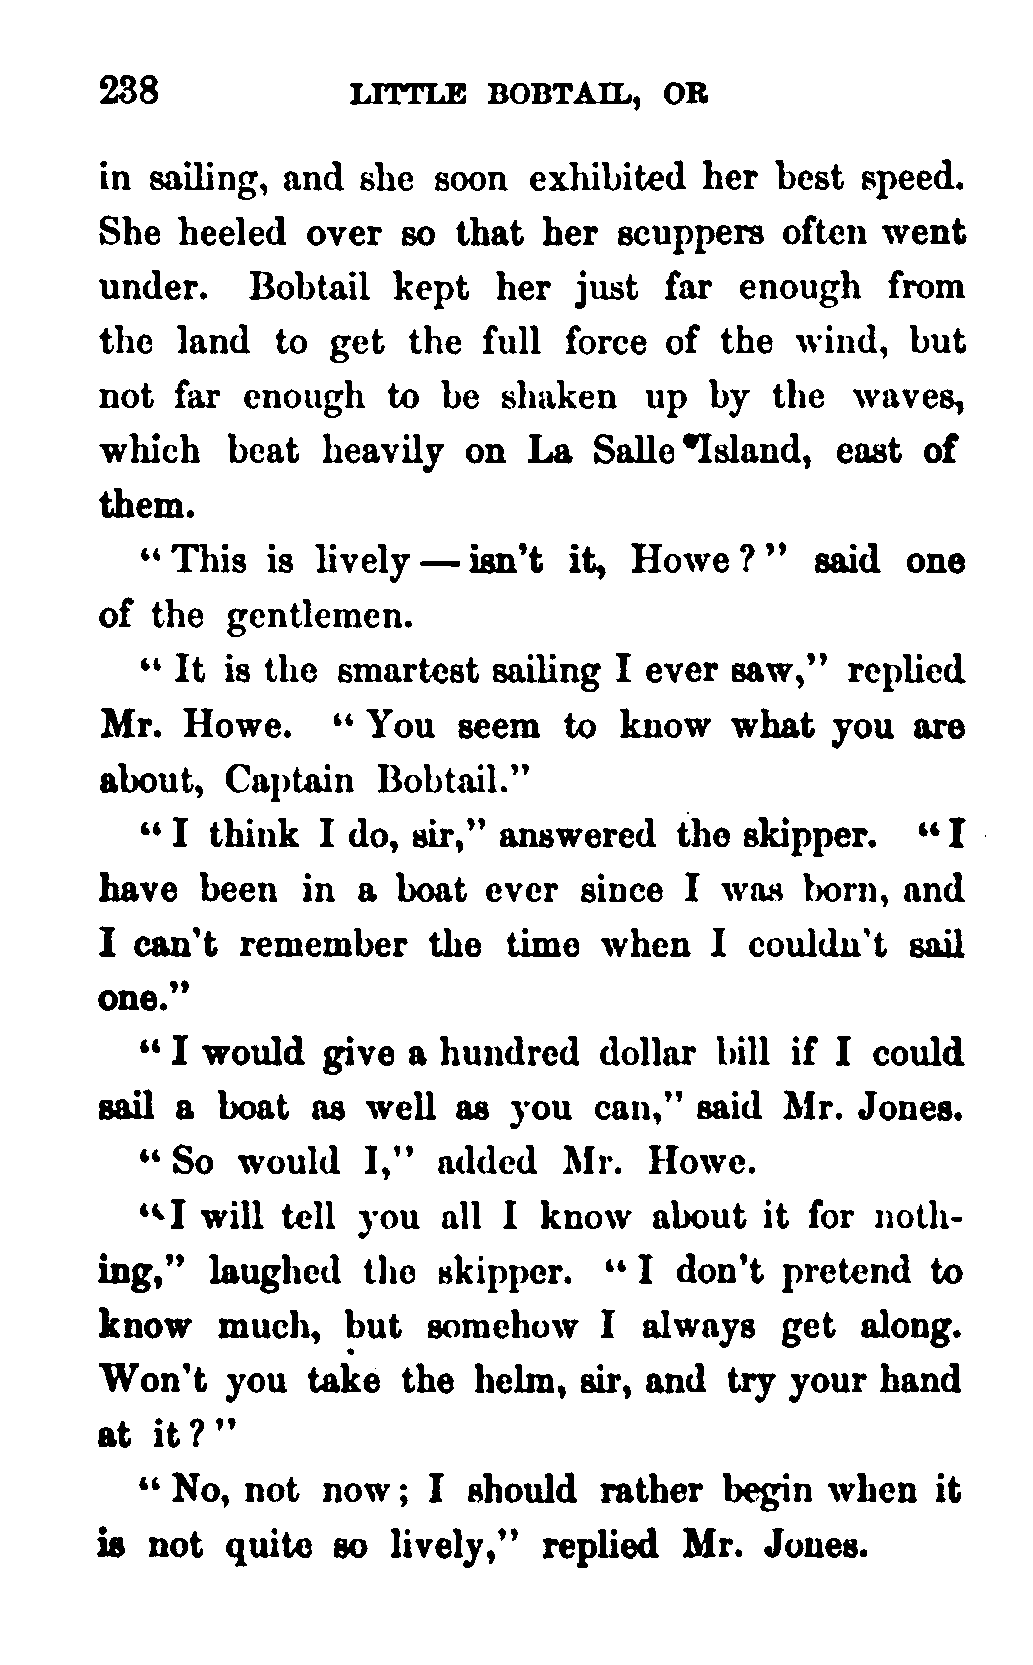 238 LITTLE BOBTAIL, OR
in sailing, and she soon exhibited her best speed.
She heeled over so that her scuppers often went
under. Bobtail kept her just far enough from
the land to get the full force of the wind, but
not far enough to be shaken up by the waves,
which beat heavily on La Salle Island, east of
them.
"This is lively — isn't it, Howe?" said one
of the gentlemen.
"It is the smartest sailing I ever saw," replied
Mr. Howe. "You seem to know what you are
about, Captain Bobtail."
"I think I do, sir," answered the skipper. "I
have been in a boat ever since I was born, and
I can't remember the time when I couldn't sail
one."
"I would give a hundred dollar bill if I could
sail a boat as well as you can," said Mr. Jones.
"So would I," added Mr. Howe.
"I will tell you all I know about it for noth-
ing," laughed the skipper. "I don't pretend to
know much, but somehow I always get along.
Won't you take the helm, sir, and try your hand
at it?"
"No, not now; I should rather begin when it
is not quite so lively," replied Mr. Jones.